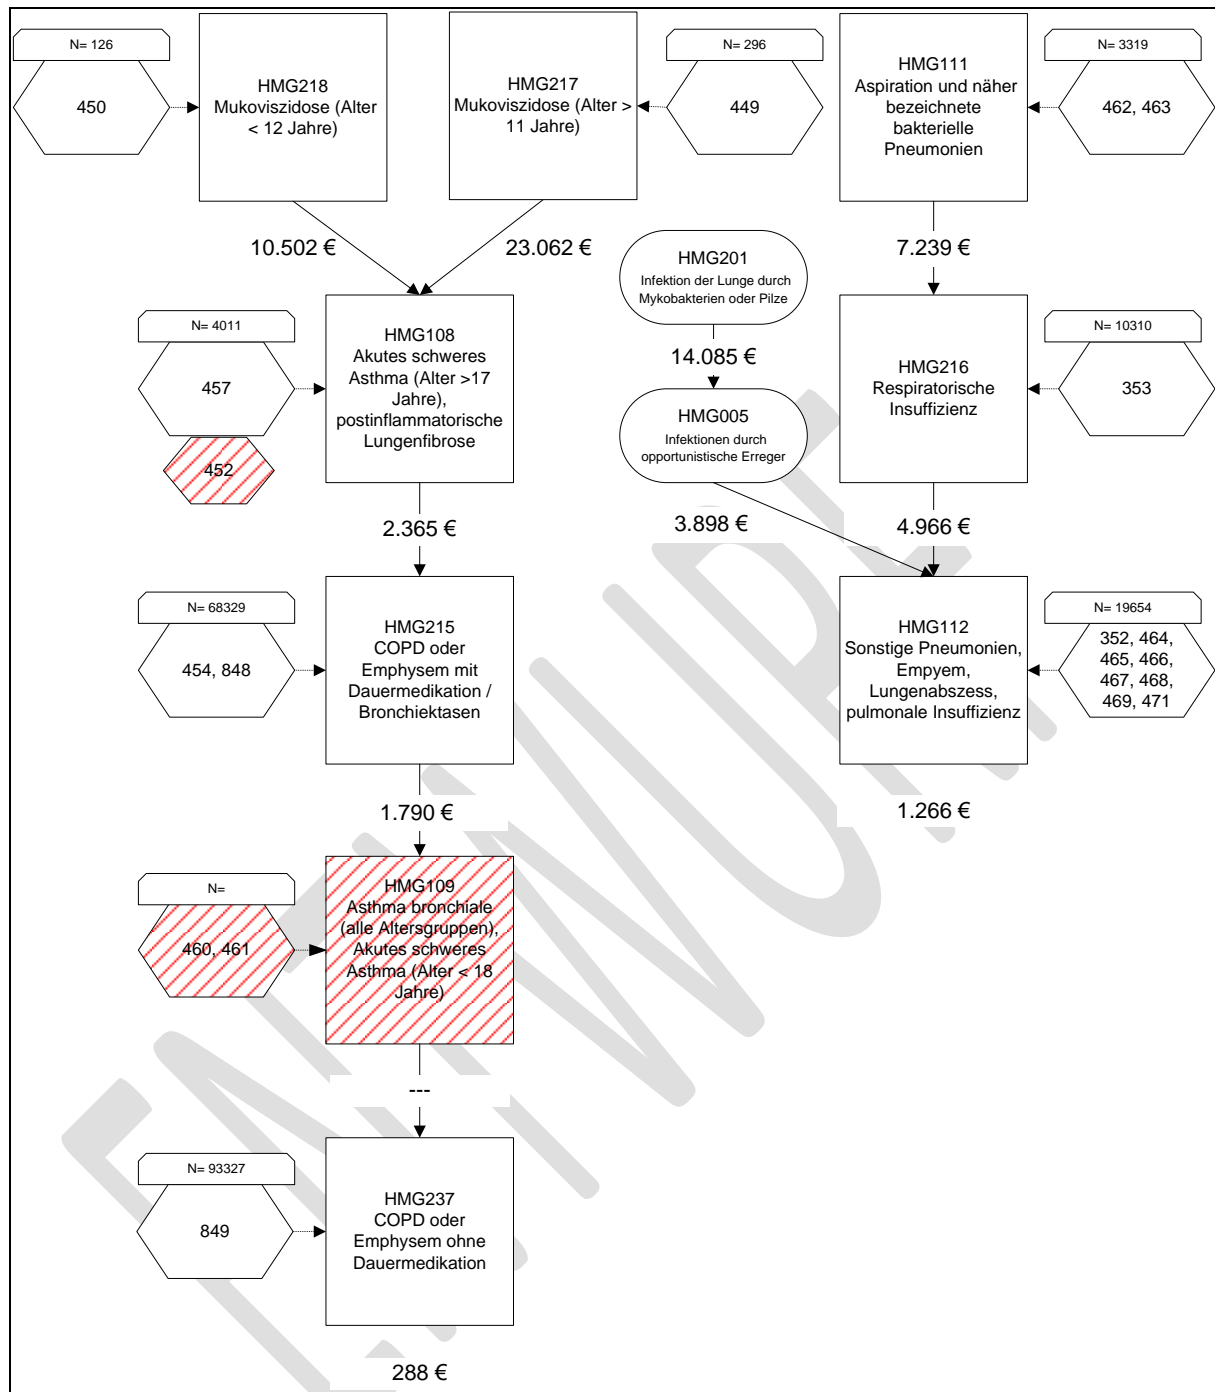 N= 126
450
HMG218
Mukoviszidose (Alter
< 12 Jahre)
HMG217
Mukoviszidose (Alter >
11 Jahre)
N= 296
449
HMG111
Aspiration und näher
bezeichnete
bakterielle
Pneumonien
N= 3319
462, 463
10.502 €
23.062 €
7.239 €
HMG201
Infektion der Lunge durch
Mykobakterien oder Pilze
14.085 €
N= 4011
457
452
HMG108
Akutes schweres
Asthma (Alter >17
Jahre),
postinflammatorische
Lungenfibrose
HMG005
Infektionen durch
opportunistische Erreger
HMG216
Respiratorische
Insuffizienz
N= 10310
353
2.365 €
3.898 €
4.966 €
N= 68329
454, 848
HMG215
COPD oder
Emphysem mit
Dauermedikation /
Bronchiektasen
HMG112
Sonstige Pneumonien,
Empyem,
Lungenabszess,
pulmonale Insuffizienz
N= 19654
352, 464,
465, 466,
467, 468,
469, 471
1.790 €
1.266 €
N=
460, 461
HMG109
Asthma bronchiale
(alle Altersgruppen),
Akutes schweres
Asthma (Alter < 18
Jahre)
---
N= 93327
849
HMG237
COPD oder
Emphysem ohne
Dauermedikation
288 €
ENTWURF